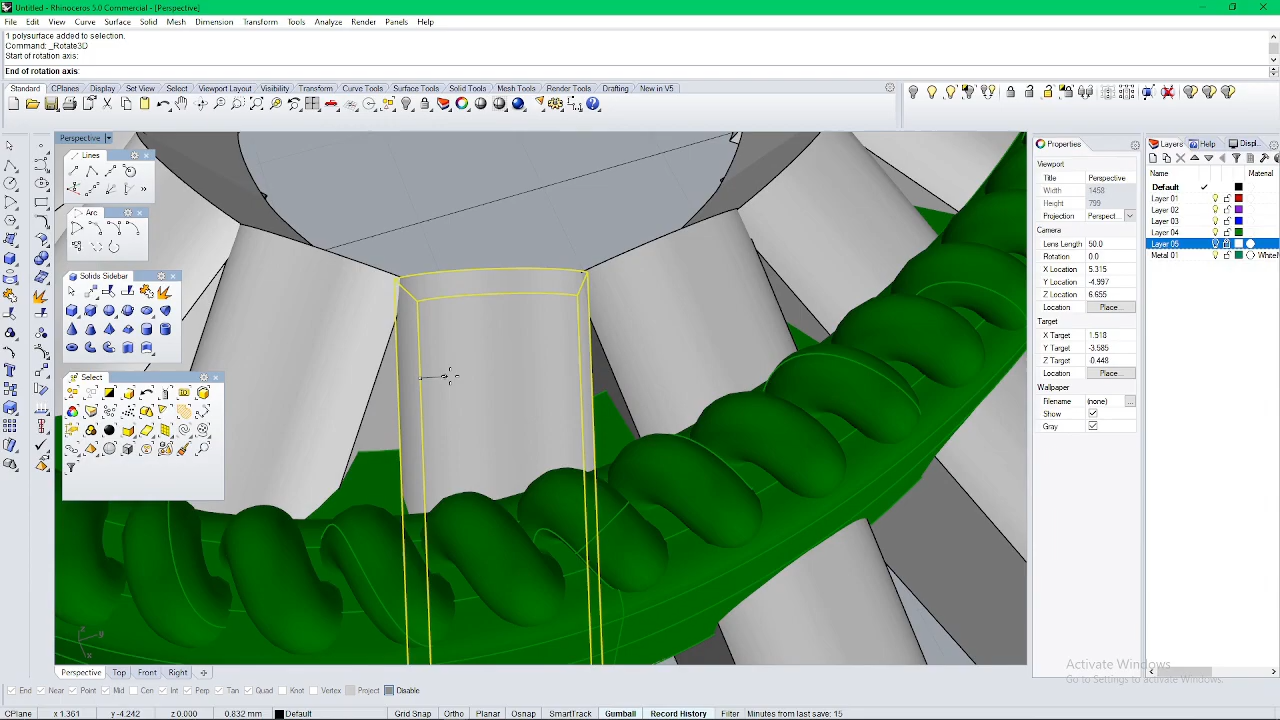 Untitled - Rhinoceros 5.0 Commercial - [Perspective]
File Edit View Curve Surface Solid Mesh Dimension Transform Tools Analyze Render Panels Help
1 polysurface added to selection.
Command: _Rotate3D
Start of rotation axis:
End of rotation axis:
Standard CPlanes Display Set View Viewport Layout Visibility Transform Curve Tools Surface Tools Solid Tools Mesh Tools Render Tools Drafting New in V5
Perspective
Lines
Arc
Solids Sidebar
Select
Properties
Viewport
Title Perspective
Width 1458
Height 799
Projection Perspect...
Camera
Lens Length 50.0
Rotation 0.0
X Location 5.315
Y Location -4.997
Z Location 6.655
Location Place...
Target
X Target 1.518
Y Target -3.585
Z Target -0.448
Location Place...
Wallpaper
Filename (none) ...
Show
Gray
Layers Help Displ...
Name Material
Default
Layer 01
Layer 02
Layer 03
Layer 04
Layer 05
Metal 01
z y x
Activate Windows
Go to Settings to activate Windows.
Perspective Top Front Right
End Near Point Mid Cen Int Perp Tan Quad Knot Vertex Project Disable
CPlane x 1.361 y -4.242 z 0.000 0.832 mm Default Grid Snap Ortho Planar Osnap SmartTrack Gumball Record History Filter Minutes from last save: 15